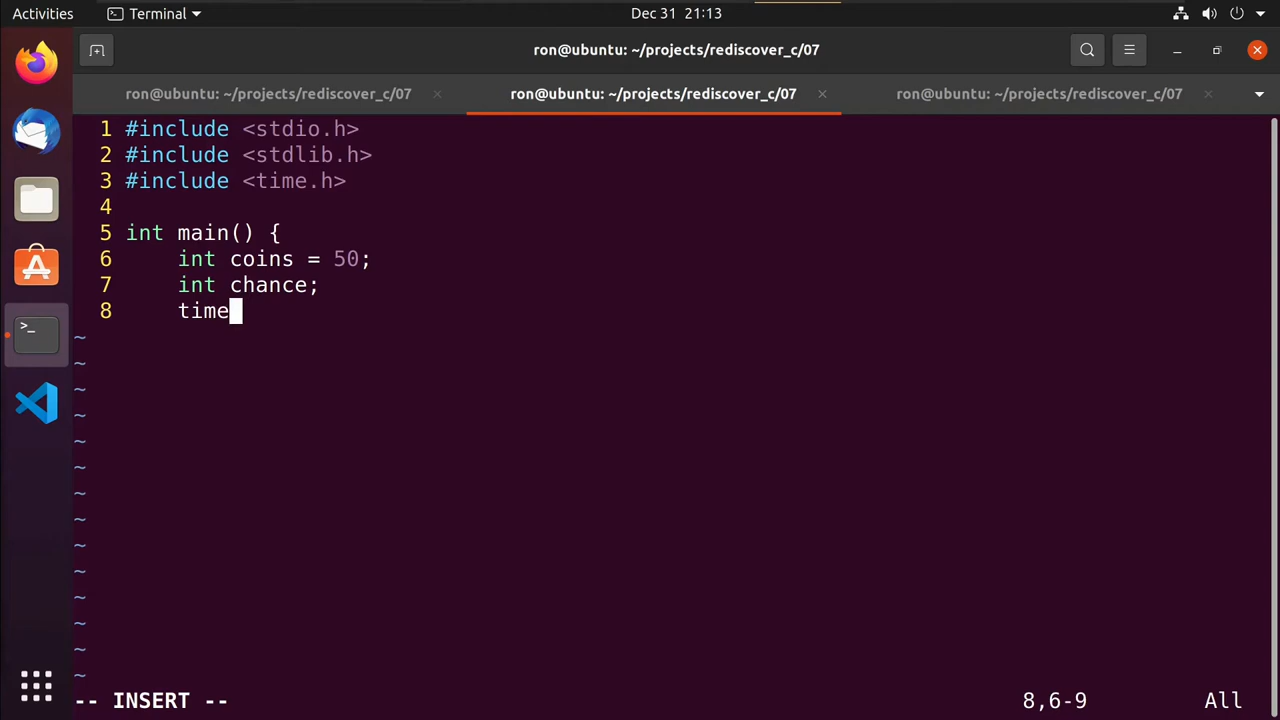 Activities
Terminal
Dec 31 21:13
ron@ubuntu: ~/projects/rediscover_c/07
ron@ubuntu: ~/projects/rediscover_c/07
ron@ubuntu: ~/projects/rediscover_c/07
ron@ubuntu: ~/projects/rediscover_c/07
1 #include <stdio.h>
2 #include <stdlib.h>
3 #include <time.h>
4
5 int main() {
6     int coins = 50;
7     int chance;
8     time
~
~
~
~
~
~
~
~
~
~
~
~
~
~
-- INSERT --
8,6-9
All